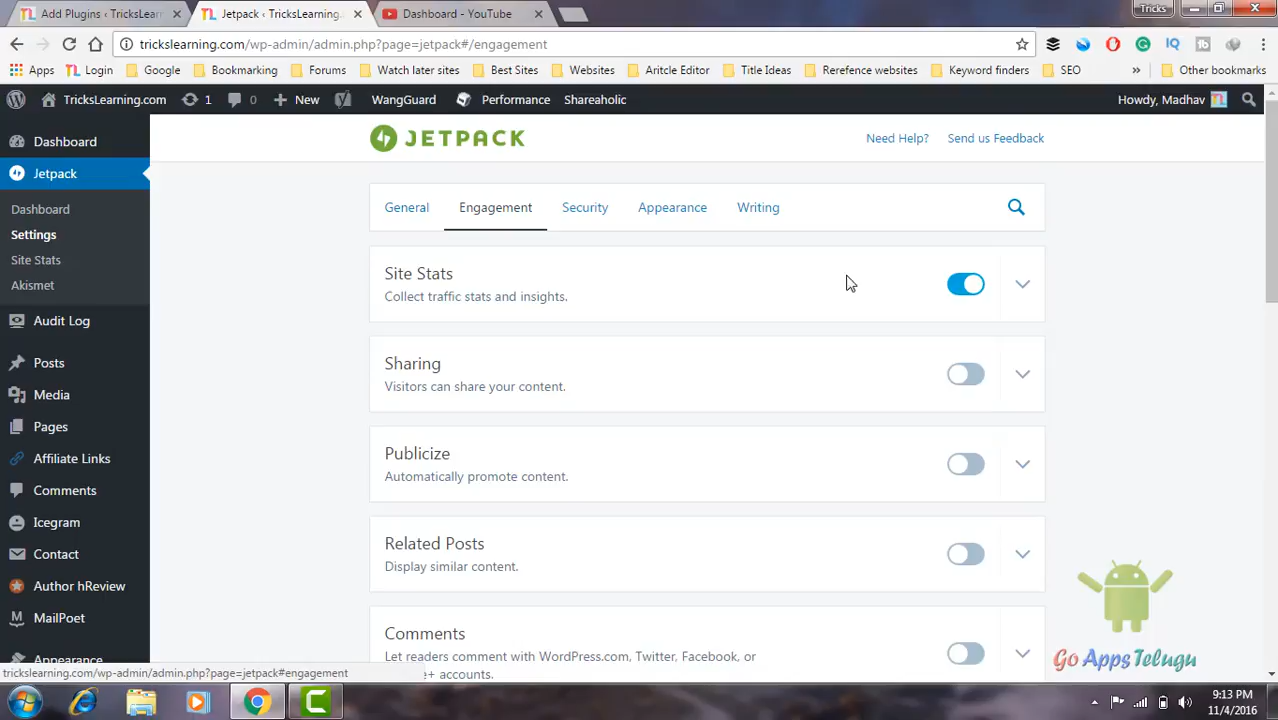 Add Plugins ‹ TricksLearn
Jetpack ‹ TricksLearning.
Dashboard - YouTube
Tricks
trickslearning.com/wp-admin/admin.php?page=jetpack#/engagement
Apps
Login
Google
Bookmarking
Forums
Watch later sites
Best Sites
Websites
Aritcle Editor
Title Ideas
Rerefence websites
Keyword finders
SEO
»
Other bookmarks
TricksLearning.com
1
0
New
WangGuard
Performance
Shareaholic
Howdy, Madhav
Dashboard
Jetpack
Dashboard
Settings
Site Stats
Akismet
Audit Log
Posts
Media
Pages
Affiliate Links
Comments
Icegram
Contact
Author hReview
MailPoet
Appearance
JETPACK
Need Help?
Send us Feedback
General
Engagement
Security
Appearance
Writing
Site Stats
Collect traffic stats and insights.
Sharing
Visitors can share your content.
Publicize
Automatically promote content.
Related Posts
Display similar content.
Comments
Let readers comment with WordPress.com, Twitter, Facebook, or
e+ accounts.
trickslearning.com/wp-admin/admin.php?page=jetpack#engagement
Go Apps Telugu
9:13 PM
11/4/2016